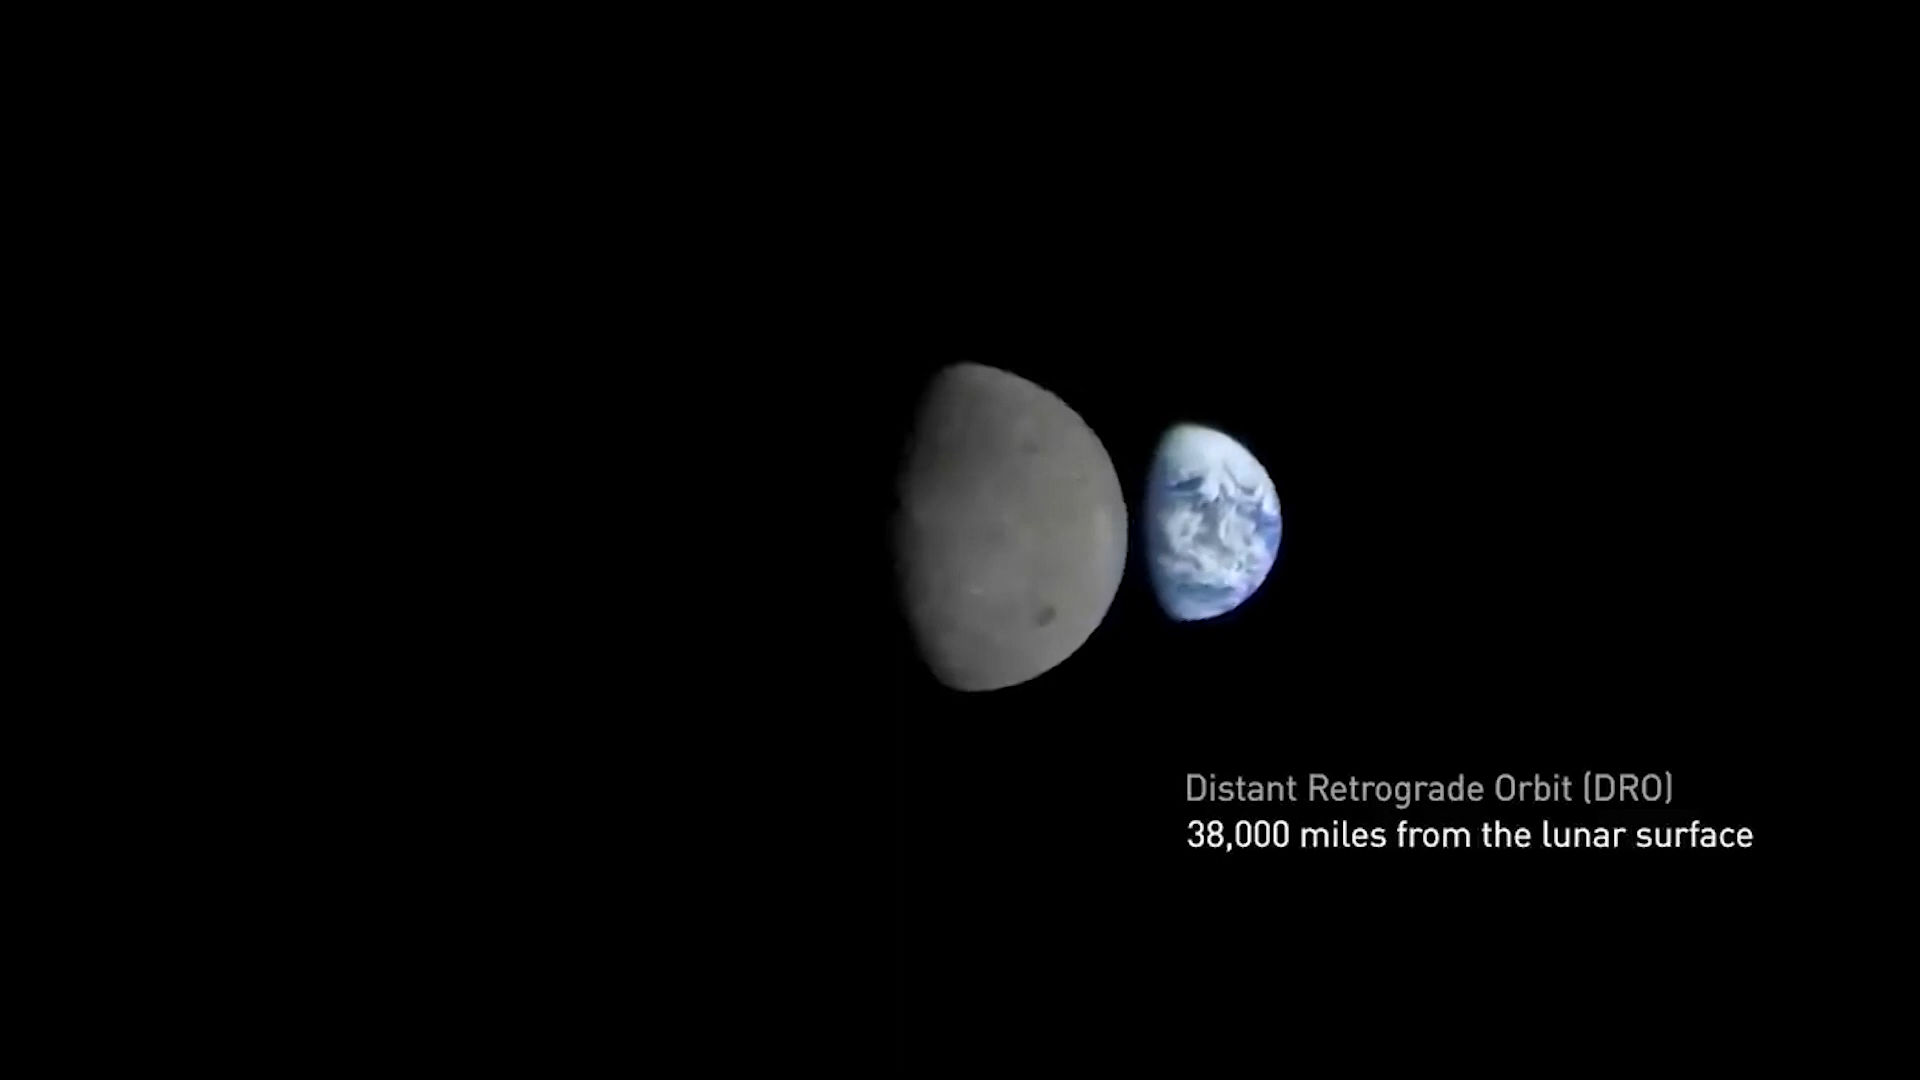 Distant Retrograde Orbit (DRO)
38,000 miles from the lunar surface